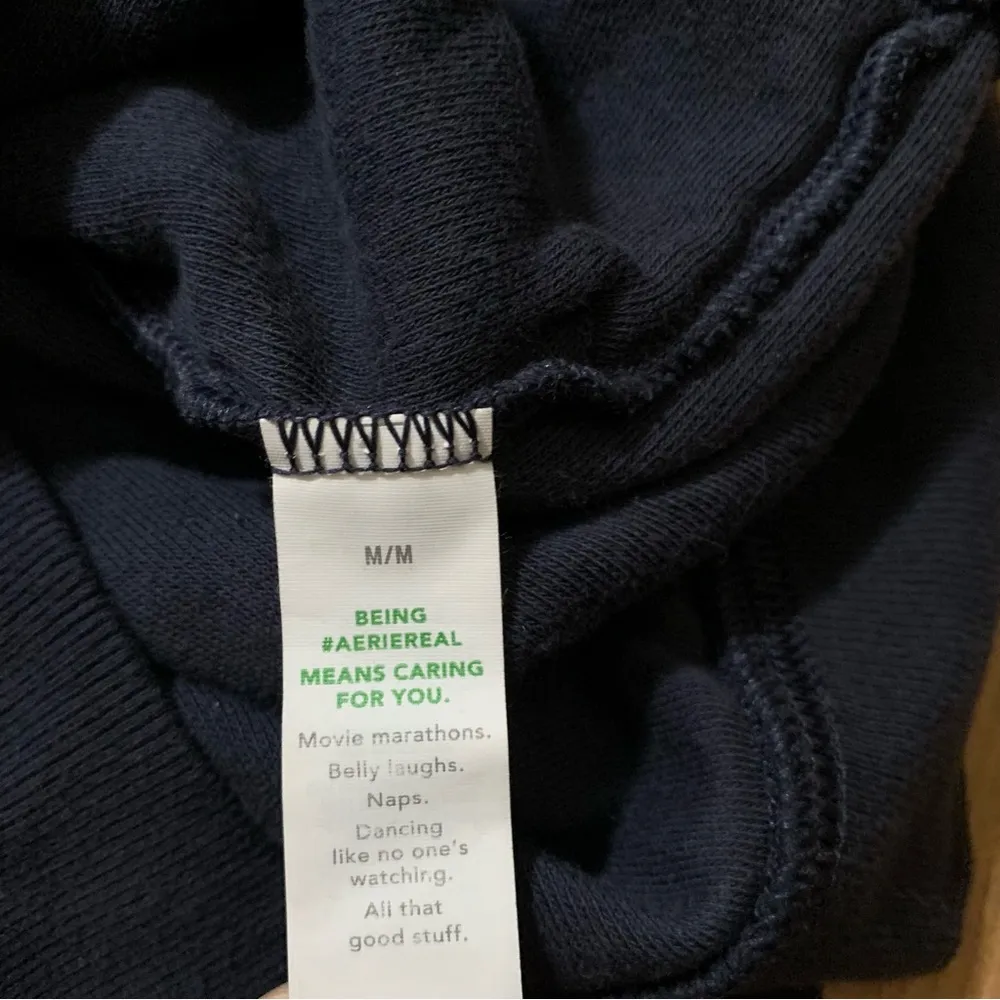 M/M
BEING
#AERIEREAL
MEANS CARING
FOR YOU.
Movie marathons.
Belly laughs.
Naps.
Dancing
like no one's
watching.
All that
good stuff.